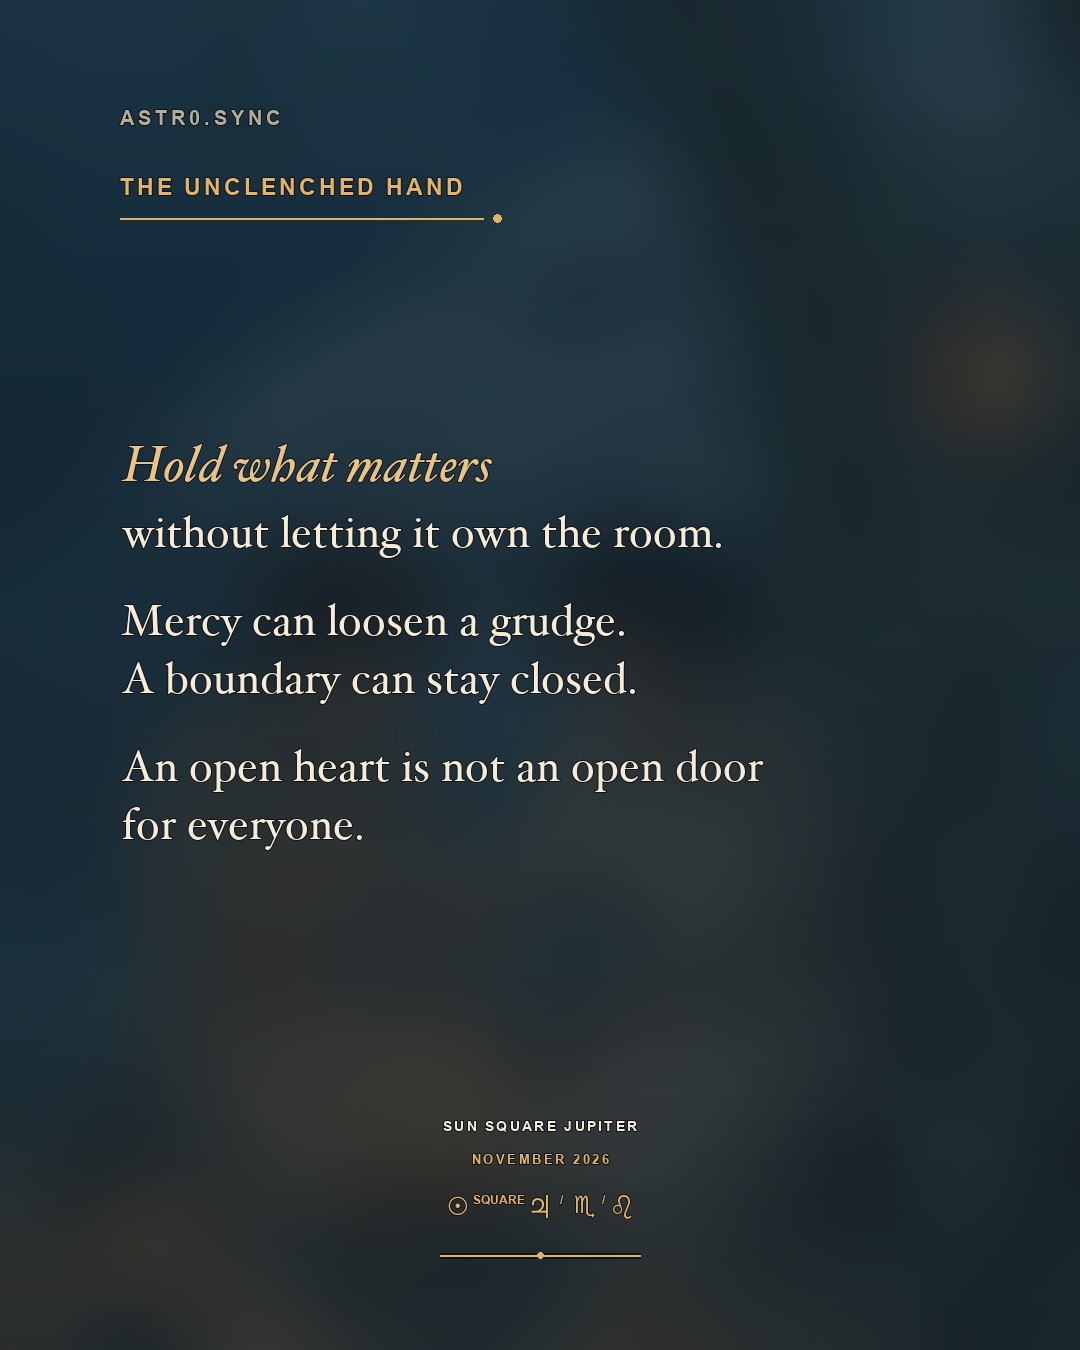 ASTR0.SYNC
THE UNCLENCHED HAND
Hold what matters
without letting it own the room.
Mercy can loosen a grudge.
A boundary can stay closed.
An open heart is not an open door
for everyone.
SUN SQUARE JUPITER
NOVEMBER 2026
☉ SQUARE ♃ / ♏ / ♌